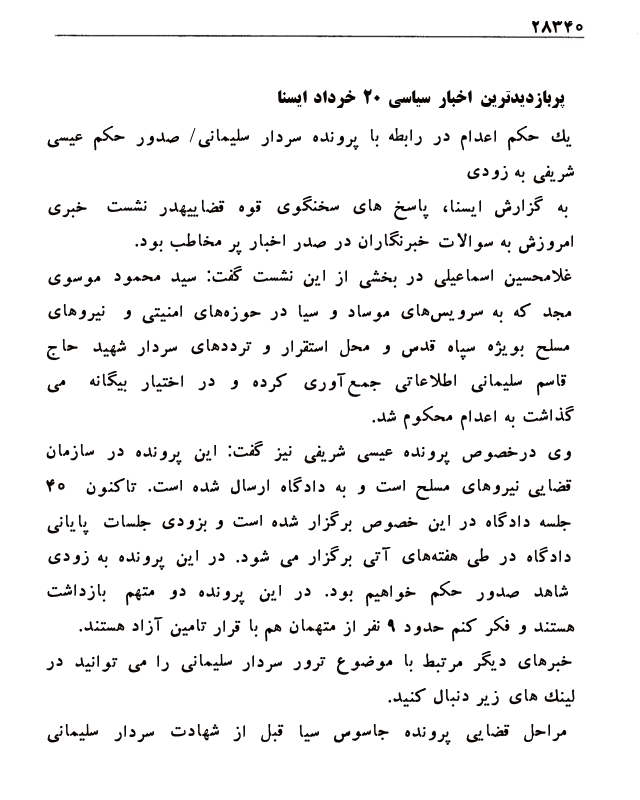 ۲۸۳۴۰
پربازدیدترین اخبار سیاسی ۲۰ خرداد ایسنا
یك حکم اعدام در رابطه با پرونده سردار سلیمانی/ صدور حکم عیسی
شریفی به زودی
به گزارش ایسنا، پاسخ های سخنگوی قوه قضاییهدر نشست خبری
امروزش به سوالات خبرنگاران در صدر اخبار پر مخاطب بود.
غلامحسین اسماعیلی در بخشی از این نشست گفت: سید محمود موسوی
مجد که به سرویس‌های موساد و سیا در حوزه‌های امنیتی و نیروهای
مسلح بویژه سپاه قدس و محل استقرار و ترددهای سردار شهید حاج
قاسم سلیمانی اطلاعاتی جمع‌آوری کرده و در اختیار بیگانه می
گذاشت به اعدام محکوم شد.
وی درخصوص پرونده عیسی شریفی نیز گفت: این پرونده در سازمان
قضایی نیروهای مسلح است و به دادگاه ارسال شده است. تاکنون ۴۰
جلسه دادگاه در این خصوص برگزار شده است و بزودی جلسات پایانی
دادگاه در طی هفته‌های آتی برگزار می شود. در این پرونده به زودی
شاهد صدور حکم خواهیم بود. در این پرونده دو متهم بازداشت
هستند و فکر کنم حدود ۹ نفر از متهمان هم با قرار تامین آزاد هستند.
خبرهای دیگر مرتبط با موضوع ترور سردار سلیمانی را می توانید در
لینك های زیر دنبال کنید.
مراحل قضایی پرونده جاسوس سیا قبل از شهادت سردار سلیمانی